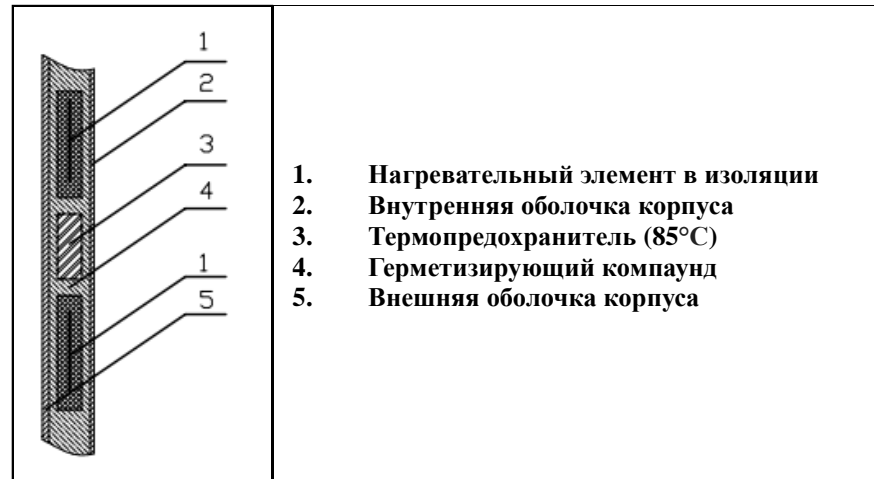 1
2
3
4
1
5
1. Нагревательный элемент в изоляции
2. Внутренняя оболочка корпуса
3. Термопредохранитель (85°С)
4. Герметизирующий компаунд
5. Внешняя оболочка корпуса